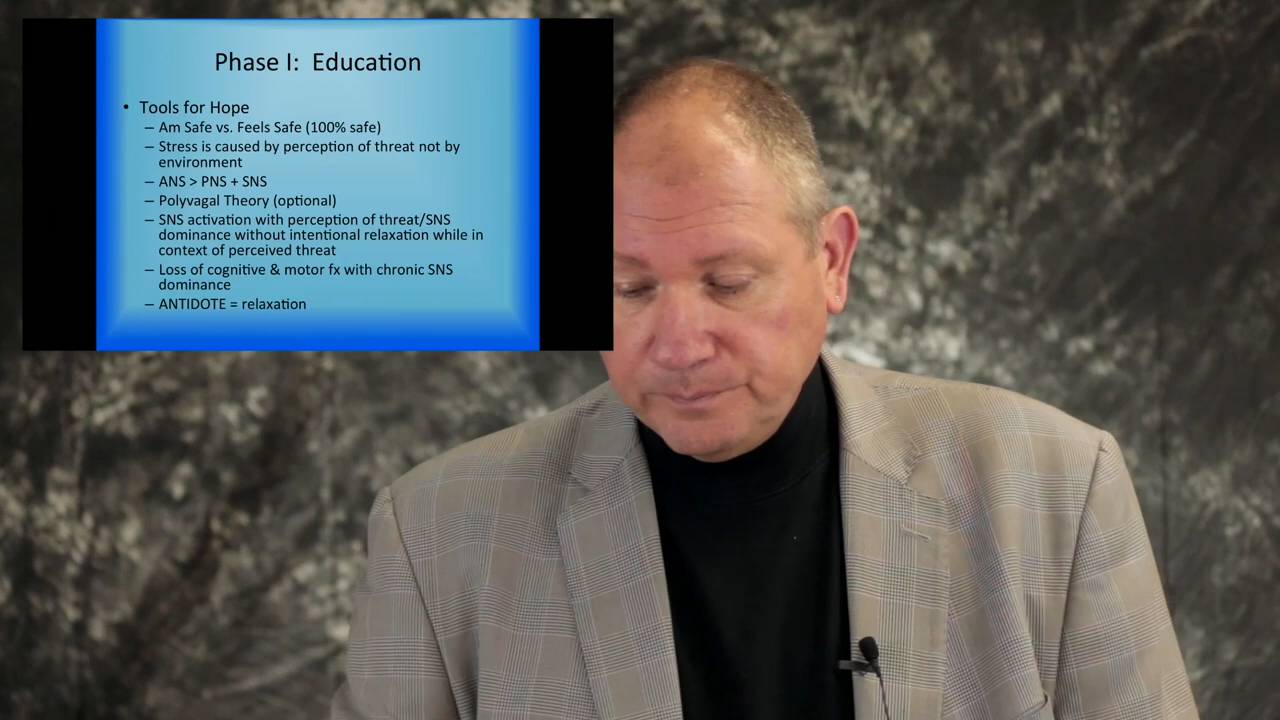 Phase I: Education
• Tools for Hope
– Am Safe vs. Feels Safe (100% safe)
– Stress is caused by perception of threat not by
environment
– ANS > PNS + SNS
– Polyvagal Theory (optional)
– SNS activation with perception of threat/SNS
dominance without intentional relaxation while in
context of perceived threat
– Loss of cognitive & motor fx with chronic SNS
dominance
– ANTIDOTE = relaxation